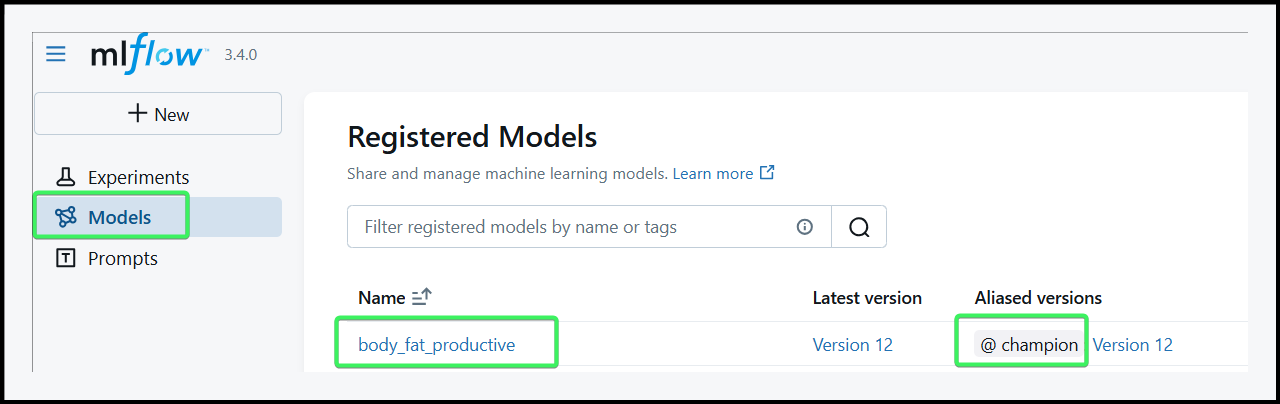 mlflow™ 3.4.0
+ New
Experiments
Models
Prompts
Registered Models
Share and manage machine learning models. Learn more
Filter registered models by name or tags
Name Latest version Aliased versions
body_fat_productive Version 12 @ champion Version 12